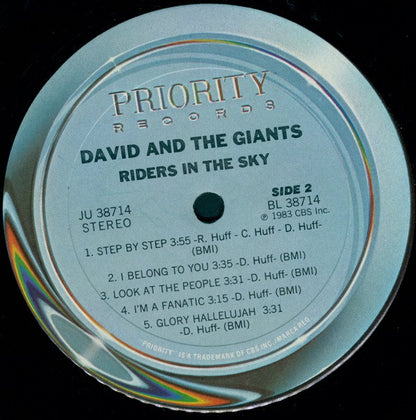 PRIORITY
RECORDS
DAVID AND THE GIANTS
RIDERS IN THE SKY
JU 38714
STEREO
SIDE 2
BL 38714
℗ 1983 CBS Inc.
1. STEP BY STEP 3:55 -R. Huff- C. Huff - D. Huff-
(BMI)
2. I BELONG TO YOU 3:35 -D. Huff- (BMI)
3. LOOK AT THE PEOPLE 3:31 -D. Huff- (BMI)
4. I'M A FANATIC 3:15 -D. Huff- (BMI)
5. GLORY HALLELUJAH 3:31
-D. Huff- (BMI)
"PRIORITY" IS A TRADEMARK OF CBS INC./MARCA REG.